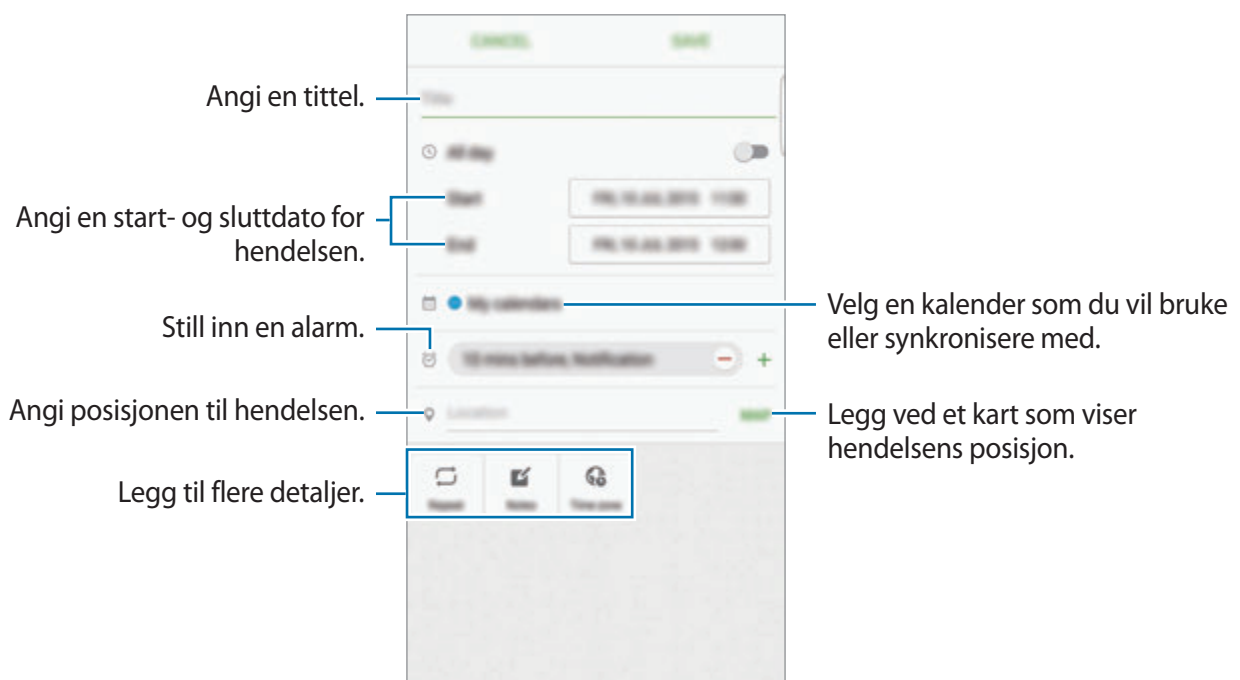 CANCEL
SAVE
Angi en tittel.
Title
All day
Start
Angi en start- og sluttdato for
hendelsen.
End
My calendars
Velg en kalender som du vil bruke
eller synkronisere med.
Still inn en alarm.
10 mins before, Notification
Angi posisjonen til hendelsen.
Location
MAP
Legg ved et kart som viser
hendelsens posisjon.
Legg til flere detaljer.
Repeat
Notes
Time zone